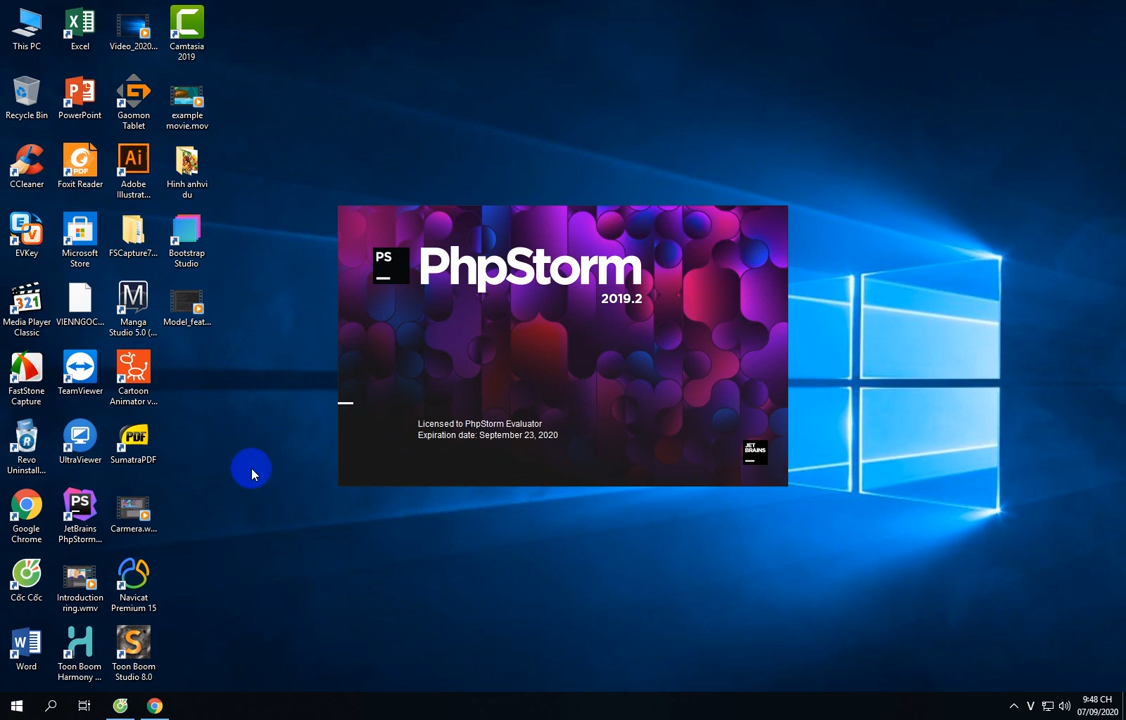 This PC
Excel
Video_2020...
Camtasia
2019
Recycle Bin
PowerPoint
Gaomon
Tablet
example
movie.mov
CCleaner
Foxit Reader
Adobe
Illustrat...
Hinh anhvi
du
EVKey
Microsoft
Store
FSCapture7...
Bootstrap
Studio
Media Player
Classic
VIENNGOC...
Manga
Studio 5.0 (...
Model_feat...
FastStone
Capture
TeamViewer
Cartoon
Animator v...
Revo
Uninstall...
UltraViewer
SumatraPDF
Google
Chrome
JetBrains
PhpStorm...
Carmera.w...
Cốc Cốc
Introduction
ring.wmv
Navicat
Premium 15
Word
Toon Boom
Harmony ...
Toon Boom
Studio 8.0
PS
PhpStorm
2019.2
Licensed to PhpStorm Evaluator
Expiration date: September 23, 2020
JET
BRAINS
V
9:48 CH
07/09/2020